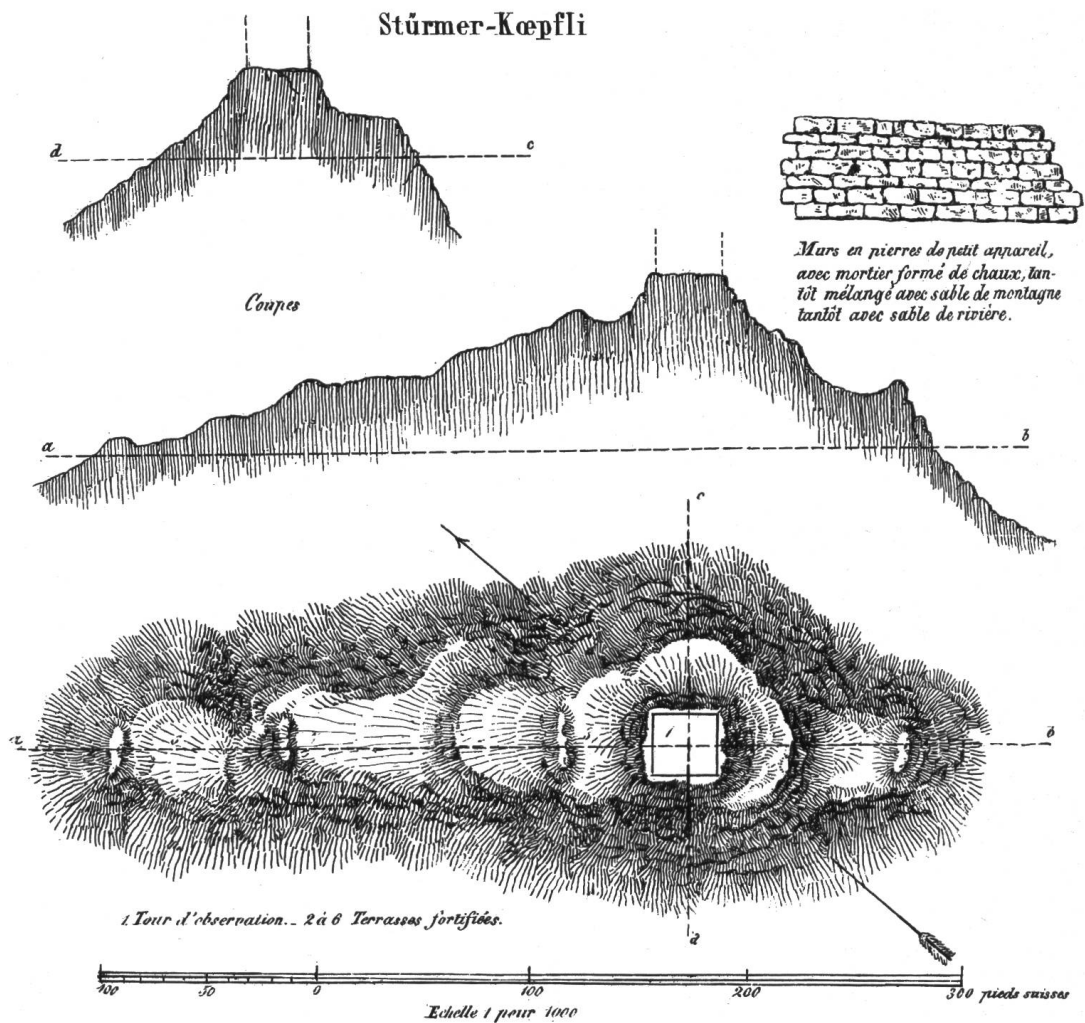 Stŭrmer-Kœpfli
d
c
Murs en pierres de petit appareil,
avec mortier formé de chaux, tan-
tôt mélangé avec sable de montagne
tantôt avec sable de rivière.
Coupes
a
b
c
a
b
d
1. Tour d'observation._ 2 à 6 Terrasses fortifiées.
100 50 0 100 200 300 pieds suisses
Echelle 1 pour 1000